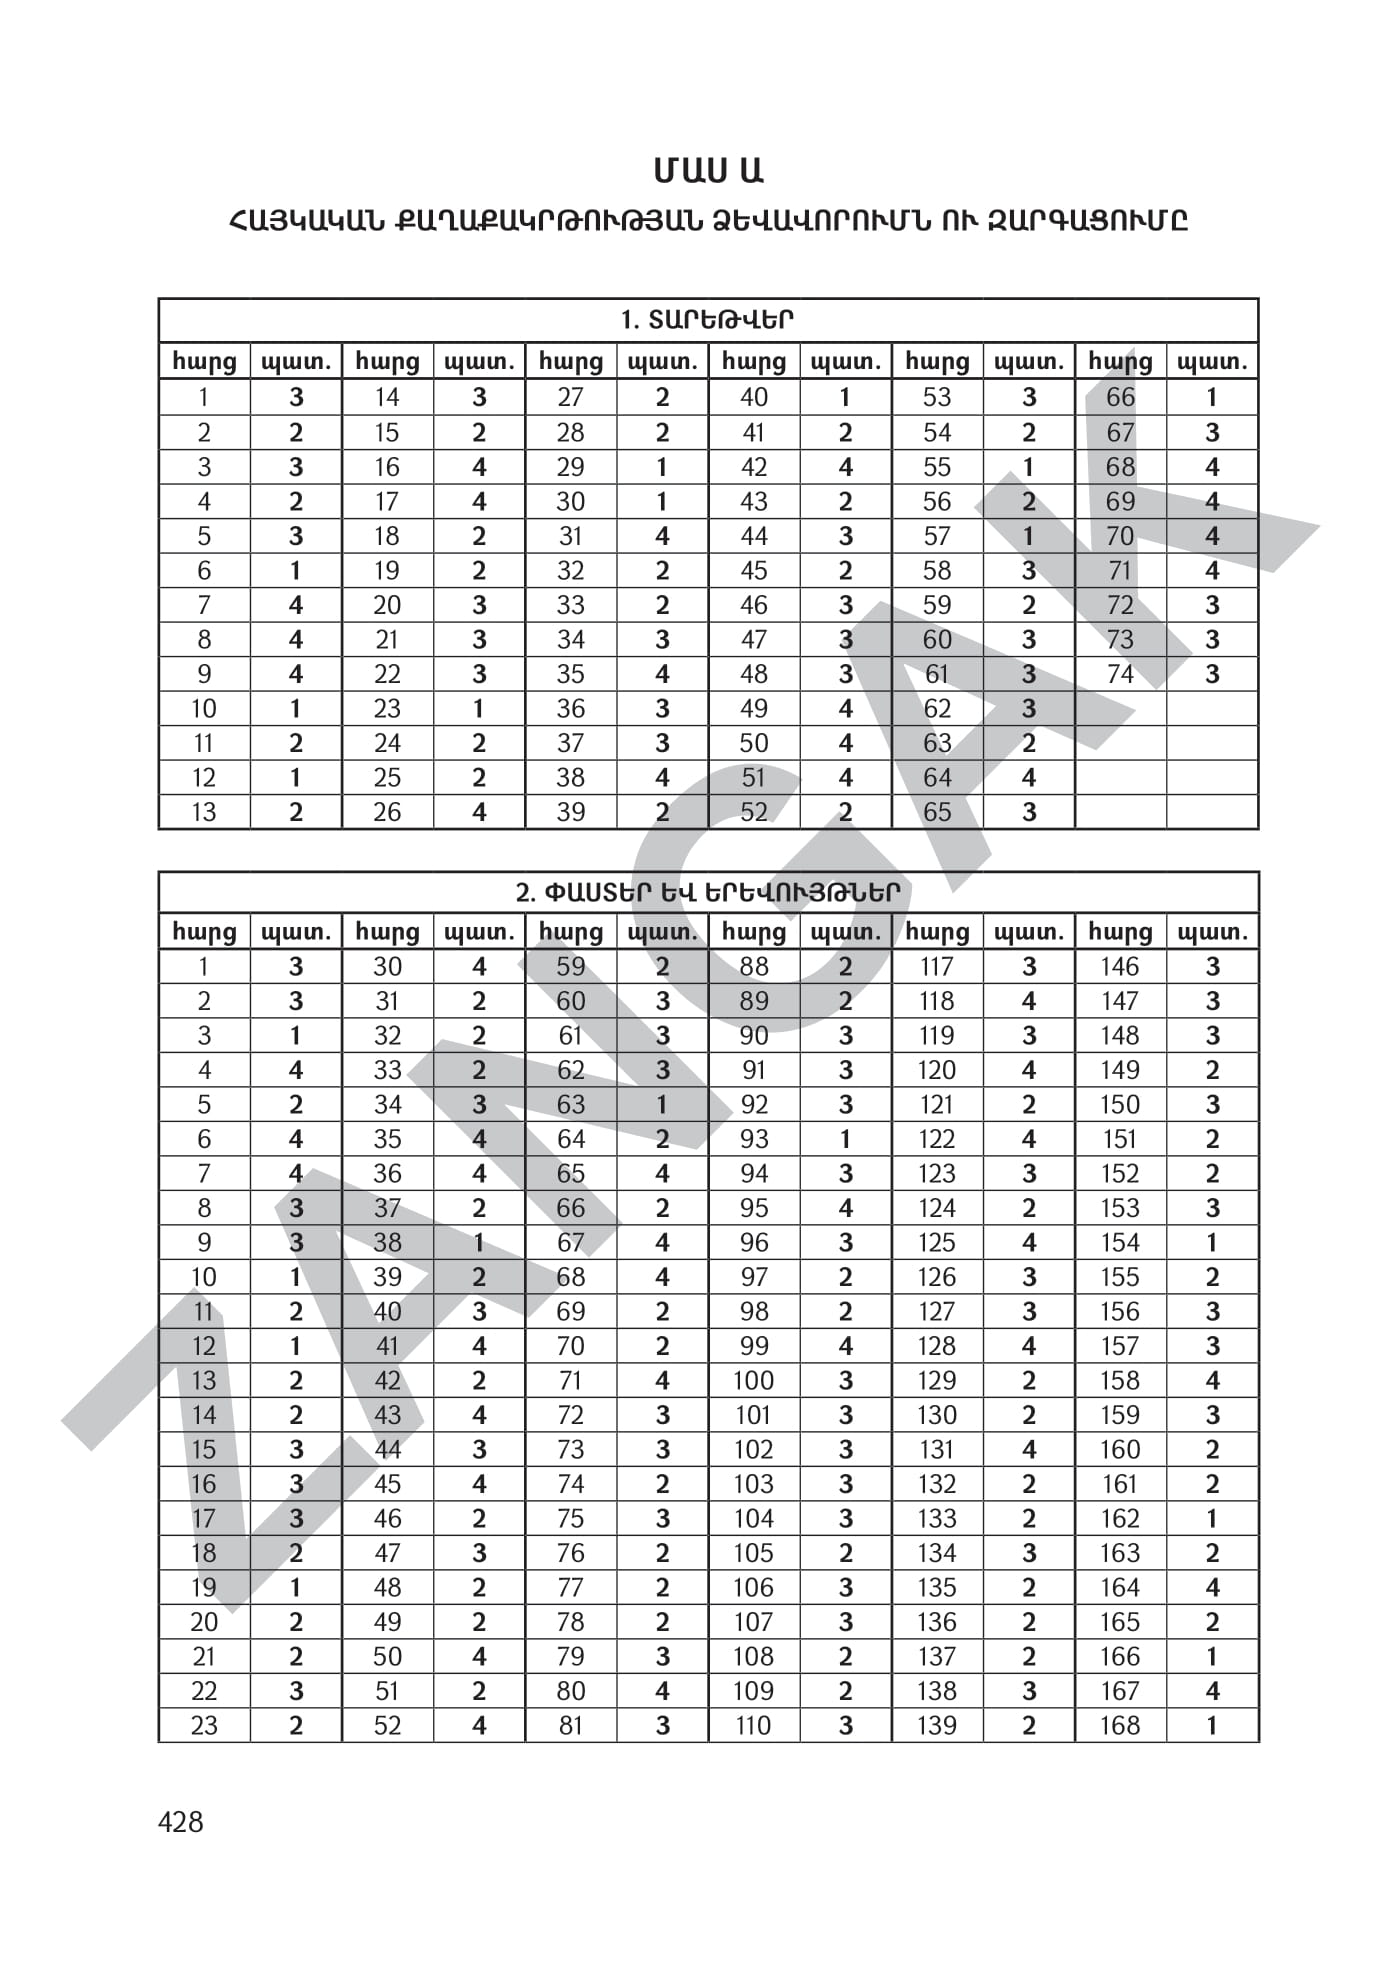 ՄԱՍ Ա
ՀԱՅԿԱԿԱՆ ՔԱՂԱՔԱԿՐԹՈՒԹՅԱՆ ՁԵՎԱՎՈՐՈՒՄՆ ՈՒ ԶԱՐԳԱՑՈՒՄԸ
1. ՏԱՐԵԹՎԵՐ
հարց պատ. հարց պատ. հարց պատ. հարց պատ. հարց պատ. հարց պատ.
1 3 14 3 27 2 40 1 53 3 66 1
2 2 15 2 28 2 41 2 54 2 67 3
3 3 16 4 29 1 42 4 55 1 68 4
4 2 17 4 30 1 43 2 56 2 69 4
5 3 18 2 31 4 44 3 57 1 70 4
6 1 19 2 32 2 45 2 58 3 71 4
7 4 20 3 33 2 46 3 59 2 72 3
8 4 21 3 34 3 47 3 60 3 73 3
9 4 22 3 35 4 48 3 61 3 74 3
10 1 23 1 36 3 49 4 62 3
11 2 24 2 37 3 50 4 63 2
12 1 25 2 38 4 51 4 64 4
13 2 26 4 39 2 52 2 65 3
2. ՓԱՍՏԵՐ ԵՎ ԵՐԵՎՈՒՅԹՆԵՐ
հարց պատ. հարց պատ. հարց պատ. հարց պատ. հարց պատ. հարց պատ.
1 3 30 4 59 2 88 2 117 3 146 3
2 3 31 2 60 3 89 2 118 4 147 3
3 1 32 2 61 3 90 3 119 3 148 3
4 4 33 2 62 3 91 3 120 4 149 2
5 2 34 3 63 1 92 3 121 2 150 3
6 4 35 4 64 2 93 1 122 4 151 2
7 4 36 4 65 4 94 3 123 3 152 2
8 3 37 2 66 2 95 4 124 2 153 3
9 3 38 1 67 4 96 3 125 4 154 1
10 1 39 2 68 4 97 2 126 3 155 2
11 2 40 3 69 2 98 2 127 3 156 3
12 1 41 4 70 2 99 4 128 4 157 3
13 2 42 2 71 4 100 3 129 2 158 4
14 2 43 4 72 3 101 3 130 2 159 3
15 3 44 3 73 3 102 3 131 4 160 2
16 3 45 4 74 2 103 3 132 2 161 2
17 3 46 2 75 3 104 3 133 2 162 1
18 2 47 3 76 2 105 2 134 3 163 2
19 1 48 2 77 2 106 3 135 2 164 4
20 2 49 2 78 2 107 3 136 2 165 2
21 2 50 4 79 3 108 2 137 2 166 1
22 3 51 2 80 4 109 2 138 3 167 4
23 2 52 4 81 3 110 3 139 2 168 1
428
ZANGAK